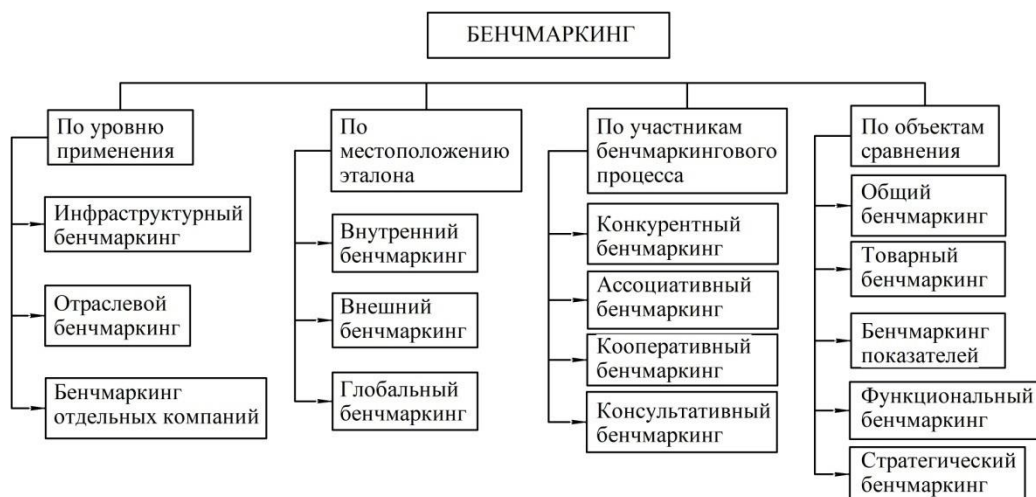 БЕНЧМАРКИНГ
По уровню
применения
Инфраструктурный
бенчмаркинг
Отраслевой
бенчмаркинг
Бенчмаркинг
отдельных компаний
По
местоположению
эталона
Внутренний
бенчмаркинг
Внешний
бенчмаркинг
Глобальный
бенчмаркинг
По участникам
бенчмаркингового
процесса
Конкурентный
бенчмаркинг
Ассоциативный
бенчмаркинг
Кооперативный
бенчмаркинг
Консультативный
бенчмаркинг
По объектам
сравнения
Общий
бенчмаркинг
Товарный
бенчмаркинг
Бенчмаркинг
показателей
Функциональный
бенчмаркинг
Стратегический
бенчмаркинг